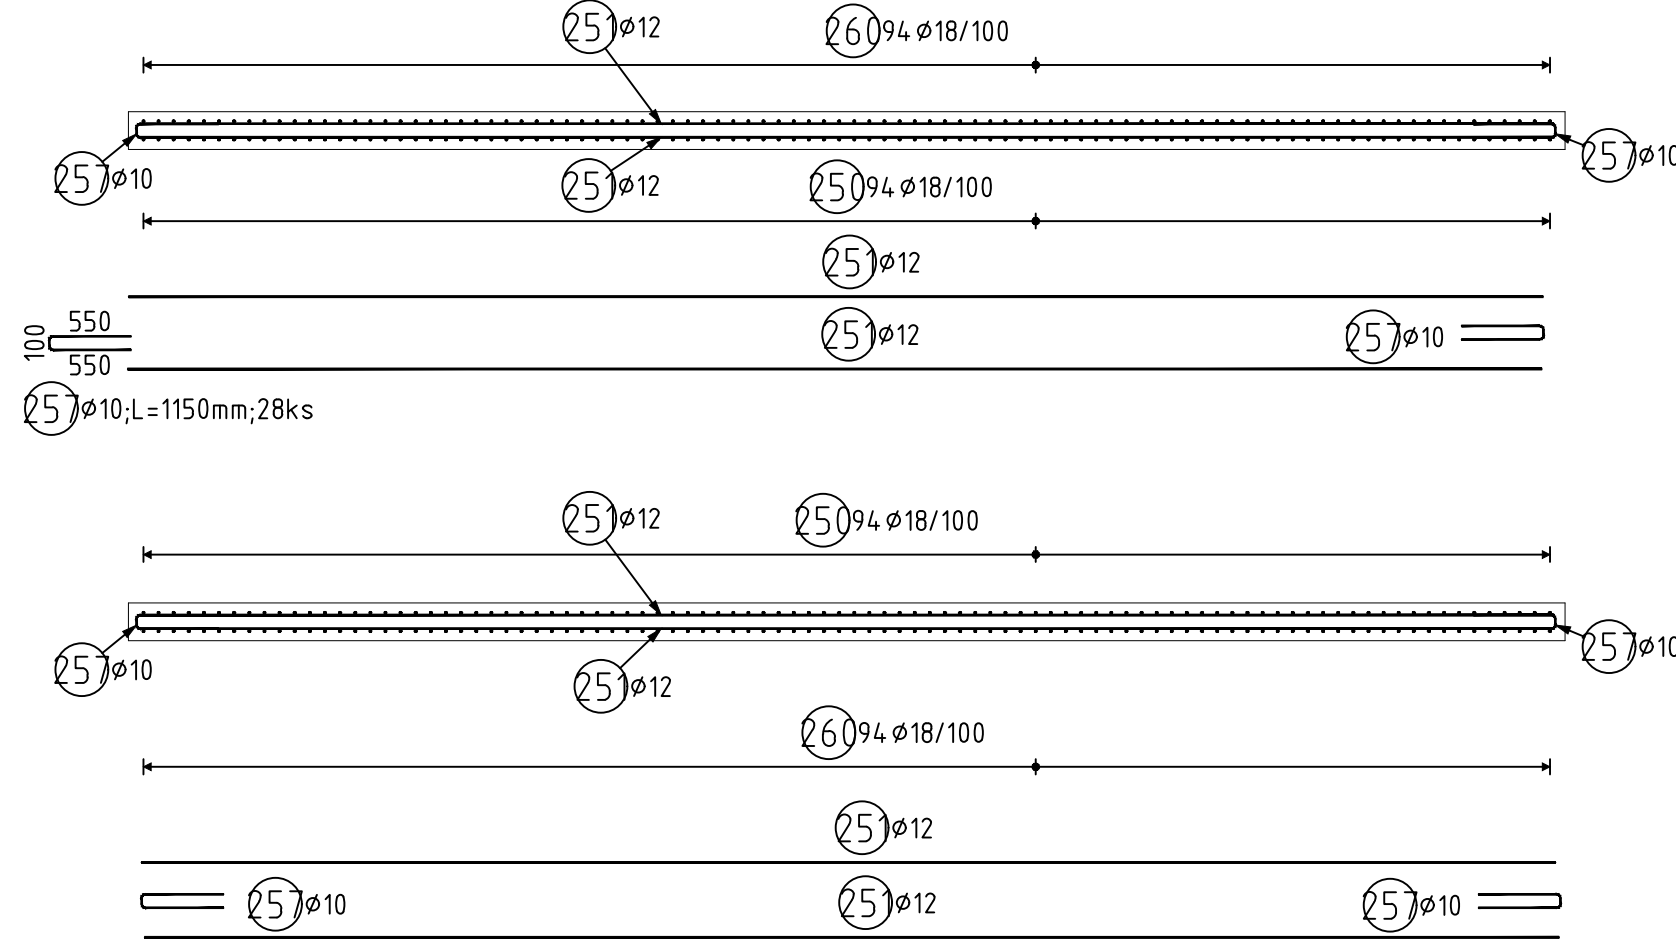 251 ø12 260 94 ø18/100
257 ø10 257 ø10
251 ø12 250 94 ø18/100
251 ø12
550
100
251 ø12 257 ø10
550
257 ø10;L=1150mm;28ks
251 ø12 250 94 ø18/100
257 ø10 257 ø10
251 ø12
260 94 ø18/100
251 ø12
257 ø10 251 ø12 257 ø10